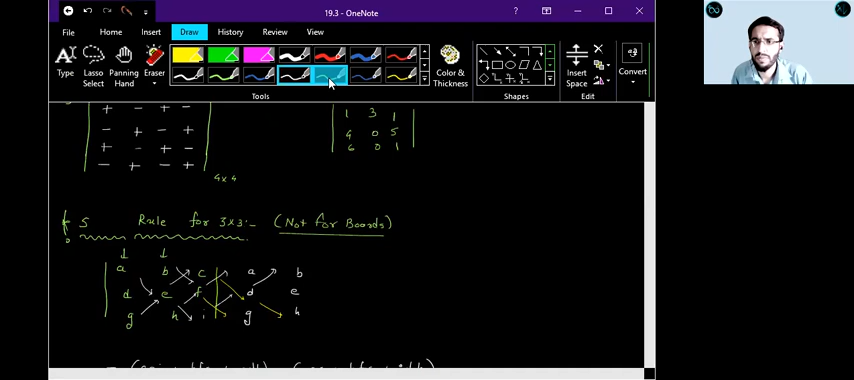 19.3 - OneNote
File Home Insert Draw History Review View
Type
Lasso Select
Panning Hand
Eraser
Color & Thickness
Insert Space
Convert
Tools Shapes Edit
+ - + -
- + - +
+ - + -
- + - +
4x4
1 3 1
4 0 5
6 0 1
S Rule for 3x3:- (Not for Boards)
a b c a b
d e f d e
g h i g h